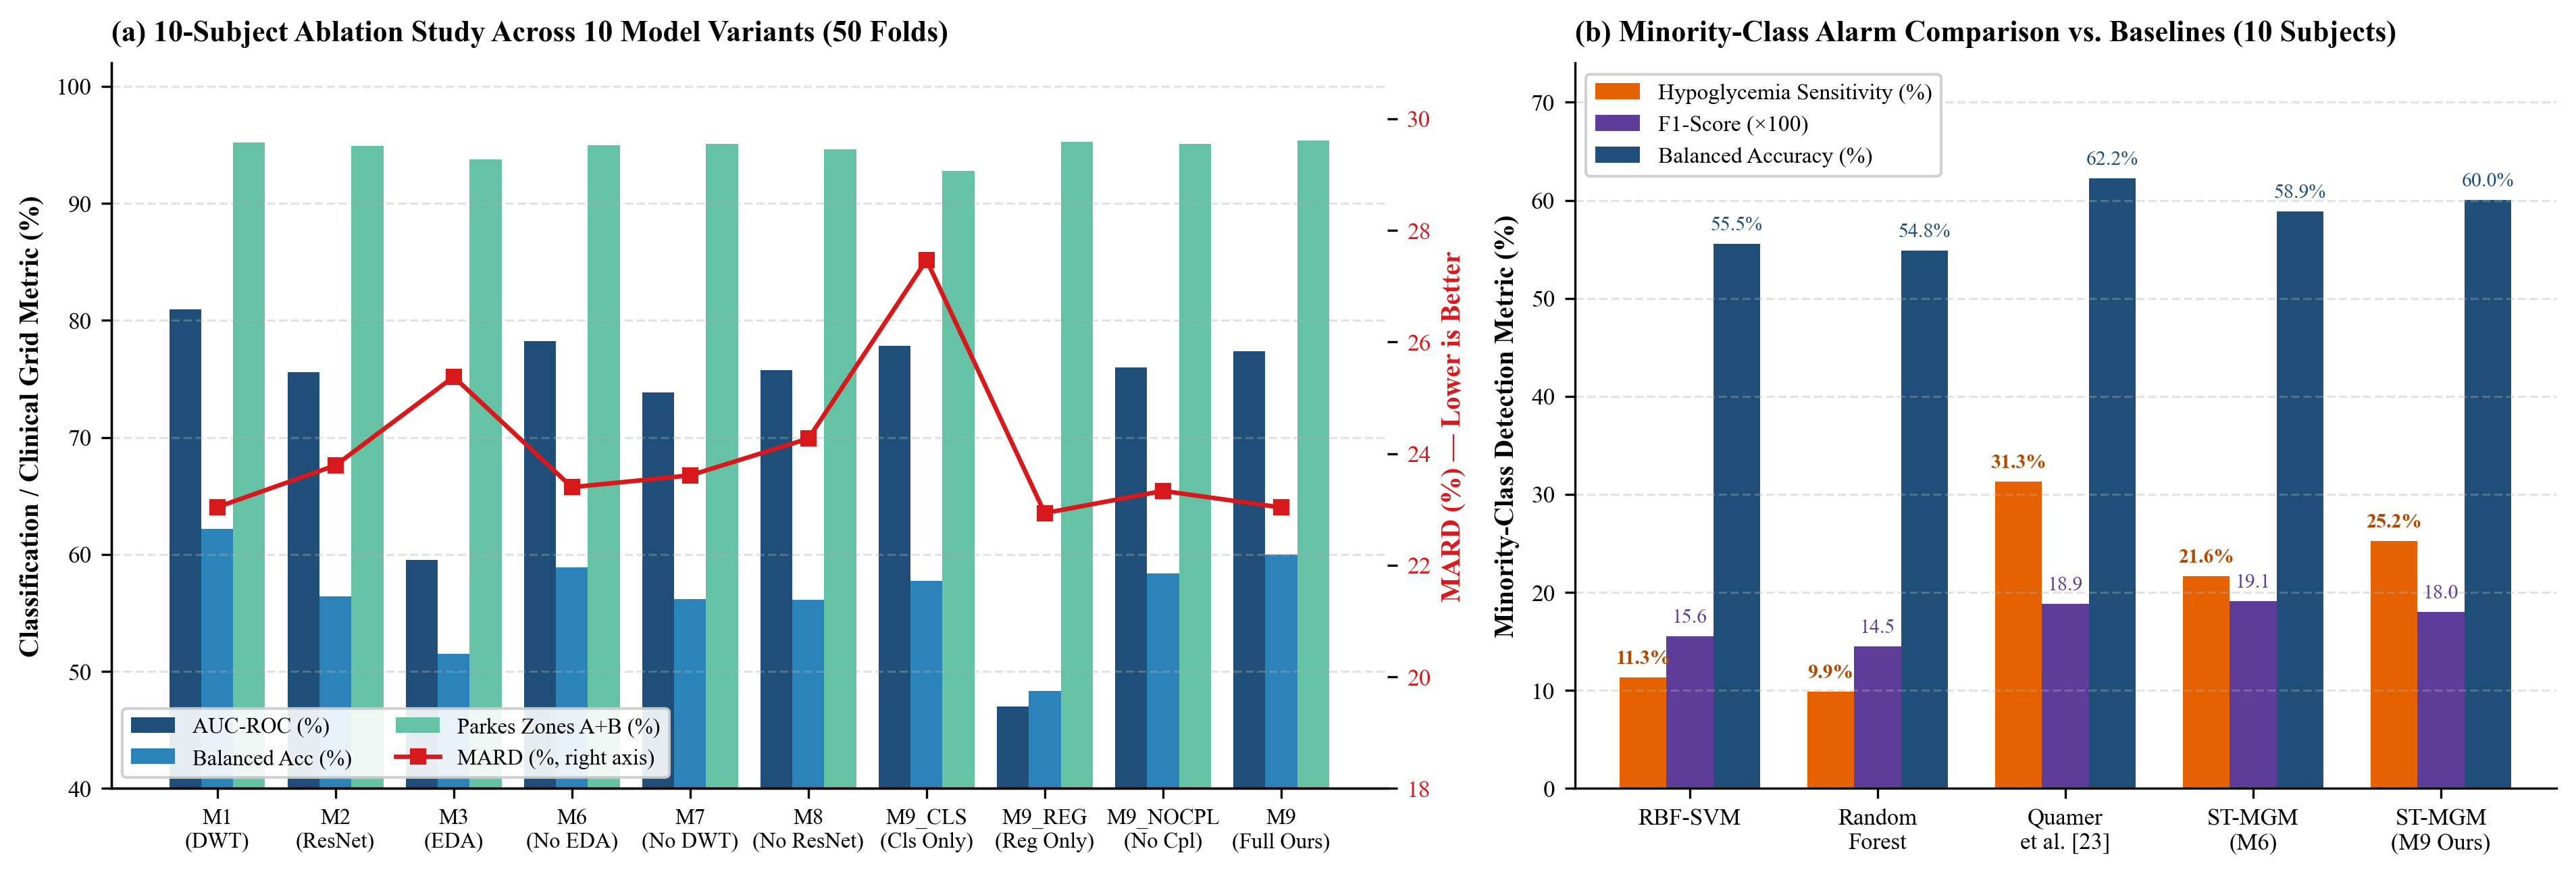 (a) 10-Subject Ablation Study Across 10 Model Variants (50 Folds)
Classification / Clinical Grid Metric (%)
100
90
80
70
60
50
40
AUC-ROC (%)
Balanced Acc (%)
Parkes Zones A+B (%)
MARD (%, right axis)
M1
(DWT)
M2
(ResNet)
M3
(EDA)
M6
(No EDA)
M7
(No DWT)
M8
(No ResNet)
M9_CLS
(Cls Only)
M9_REG
(Reg Only)
M9_NOCPL
(No Cpl)
M9
(Full Ours)
30
28
26
24
22
20
18
MARD (%) — Lower is Better
(b) Minority-Class Alarm Comparison vs. Baselines (10 Subjects)
Minority-Class Detection Metric (%)
70
60
50
40
30
20
10
0
Hypoglycemia Sensitivity (%)
F1-Score (×100)
Balanced Accuracy (%)
11.3%
15.6
55.5%
9.9%
14.5
54.8%
31.3%
18.9
62.2%
21.6%
19.1
58.9%
25.2%
18.0
60.0%
RBF-SVM
Random
Forest
Quamer
et al. [23]
ST-MGM
(M6)
ST-MGM
(M9 Ours)